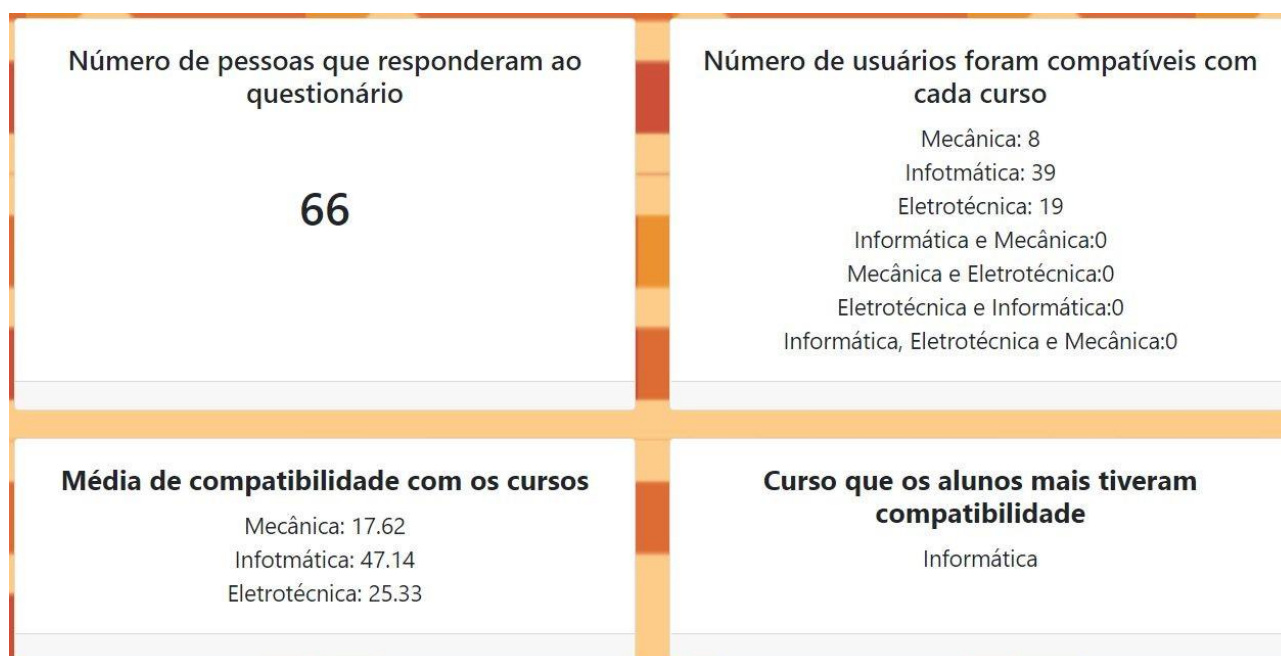 Número de pessoas que responderam ao
questionário
66
Número de usuários foram compatíveis com
cada curso
Mecânica: 8
Infotmática: 39
Eletrotécnica: 19
Informática e Mecânica:0
Mecânica e Eletrotécnica:0
Eletrotécnica e Informática:0
Informática, Eletrotécnica e Mecânica:0
Média de compatibilidade com os cursos
Mecânica: 17.62
Infotmática: 47.14
Eletrotécnica: 25.33
Curso que os alunos mais tiveram
compatibilidade
Informática